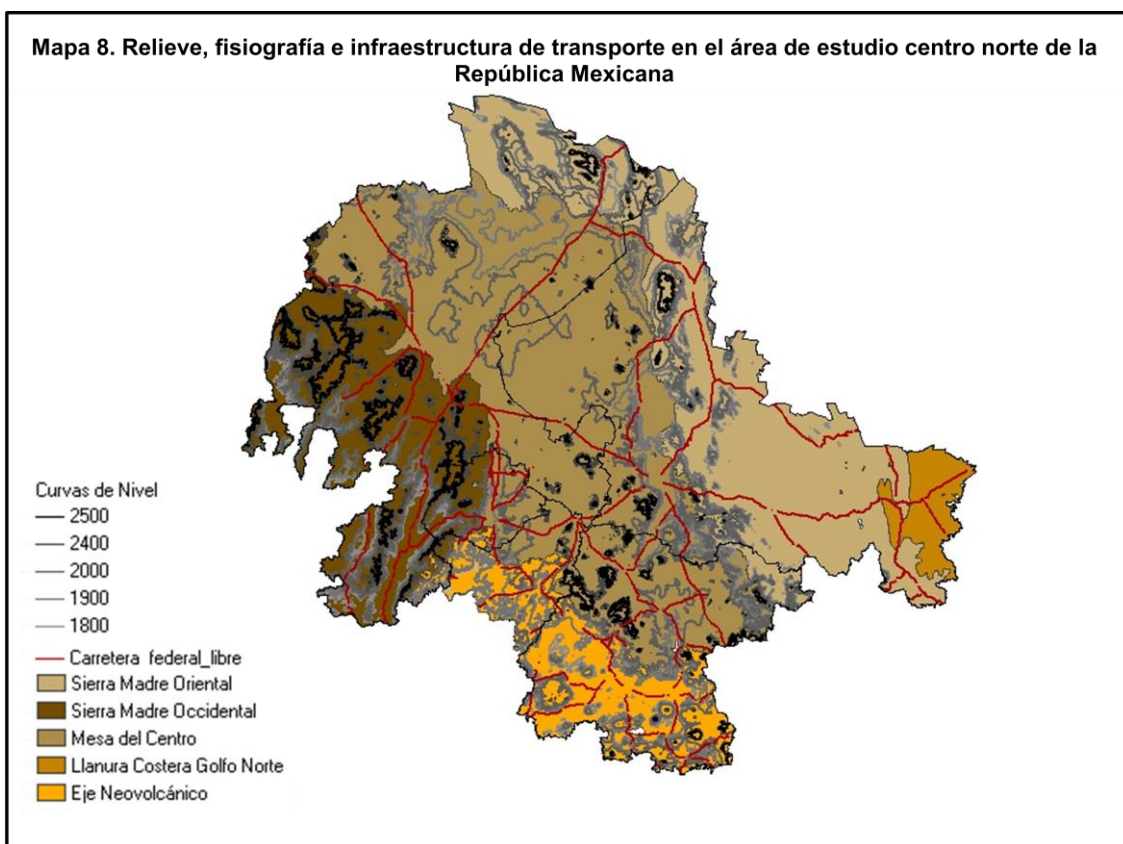 Mapa 8. Relieve, fisiografía e infraestructura de transporte en el área de estudio centro norte de la
República Mexicana
Curvas de Nivel
2500
2400
2000
1900
1800
Carretera federal_libre
Sierra Madre Oriental
Sierra Madre Occidental
Mesa del Centro
Llanura Costera Golfo Norte
Eje Neovolcánico